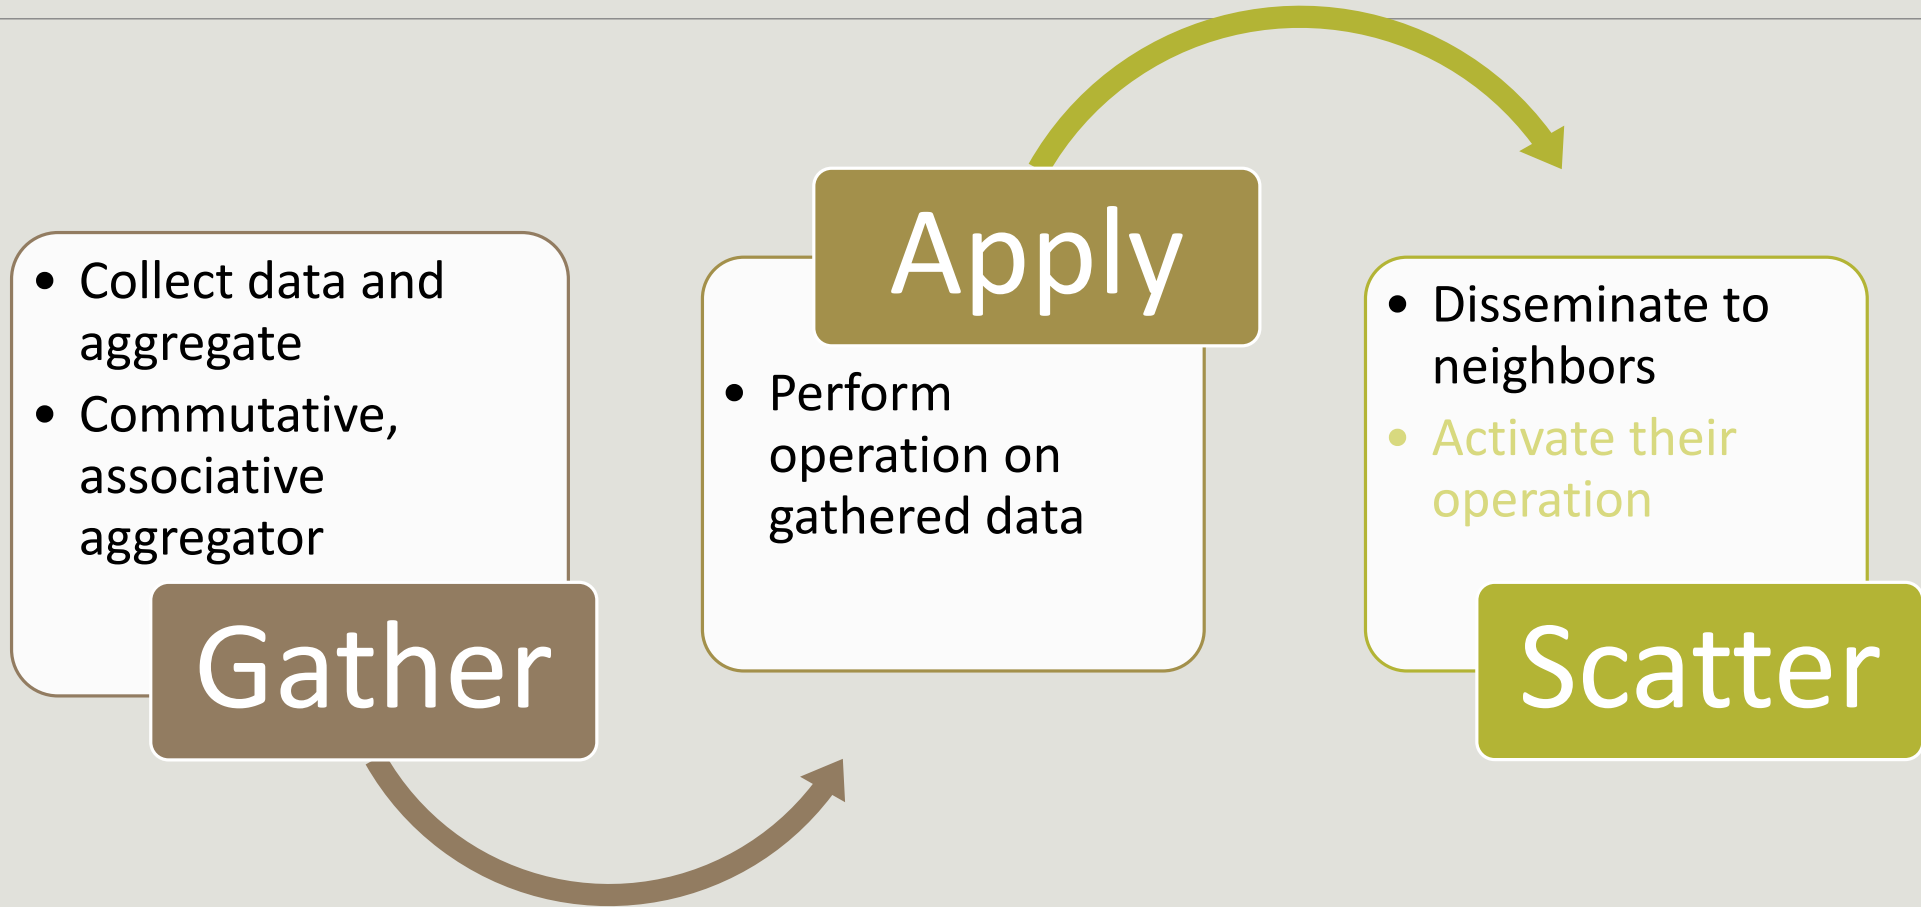 • Collect data and
aggregate
• Commutative,
associative
aggregator
Gather
Apply
• Perform
operation on
gathered data
• Disseminate to
neighbors
• Activate their
operation
Scatter